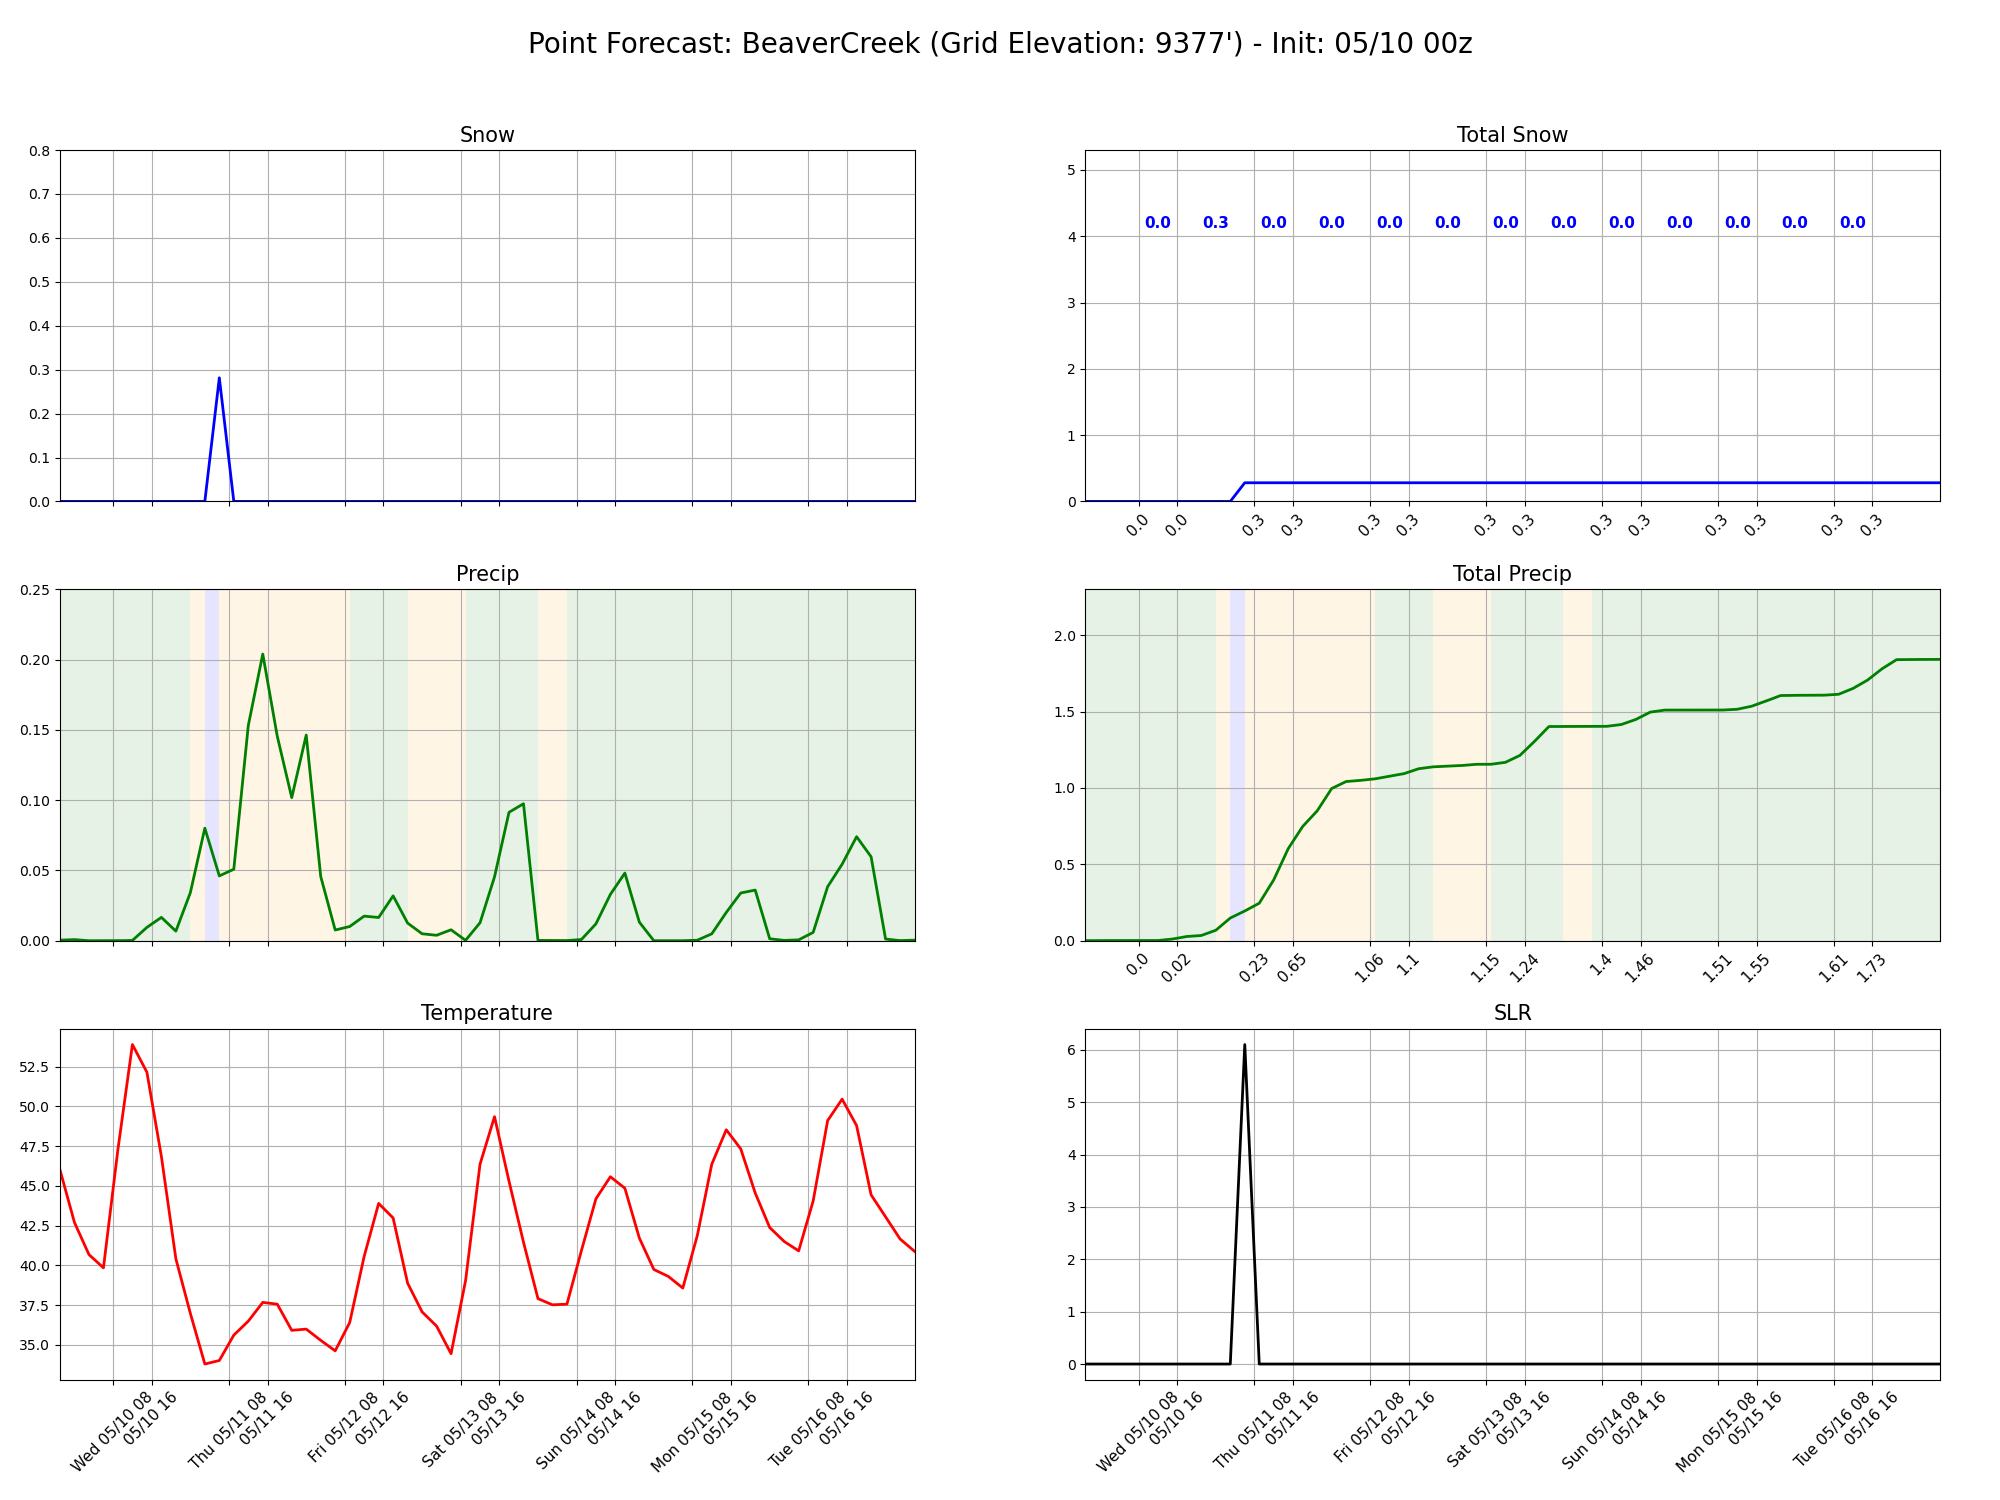 Point Forecast: BeaverCreek (Grid Elevation: 9377') - Init: 05/10 00z
Snow
0.8
0.7
0.6
0.5
0.4
0.3
0.2
0.1
0.0
Total Snow
5
4
3
2
1
0
0.0 0.3 0.0 0.0 0.0 0.0 0.0 0.0 0.0 0.0 0.0 0.0 0.0
0.0 0.0 0.3 0.3 0.3 0.3 0.3 0.3 0.3 0.3 0.3 0.3 0.3 0.3
Precip
0.25
0.20
0.15
0.10
0.05
0.00
Total Precip
2.0
1.5
1.0
0.5
0.0
0.0 0.02 0.23 0.65 1.06 1.1 1.15 1.24 1.4 1.46 1.51 1.55 1.61 1.73
Temperature
52.5
50.0
47.5
45.0
42.5
40.0
37.5
35.0
Wed 05/10 08
05/10 16
Thu 05/11 08
05/11 16
Fri 05/12 08
05/12 16
Sat 05/13 08
05/13 16
Sun 05/14 08
05/14 16
Mon 05/15 08
05/15 16
Tue 05/16 08
05/16 16
SLR
6
5
4
3
2
1
0
Wed 05/10 08
05/10 16
Thu 05/11 08
05/11 16
Fri 05/12 08
05/12 16
Sat 05/13 08
05/13 16
Sun 05/14 08
05/14 16
Mon 05/15 08
05/15 16
Tue 05/16 08
05/16 16